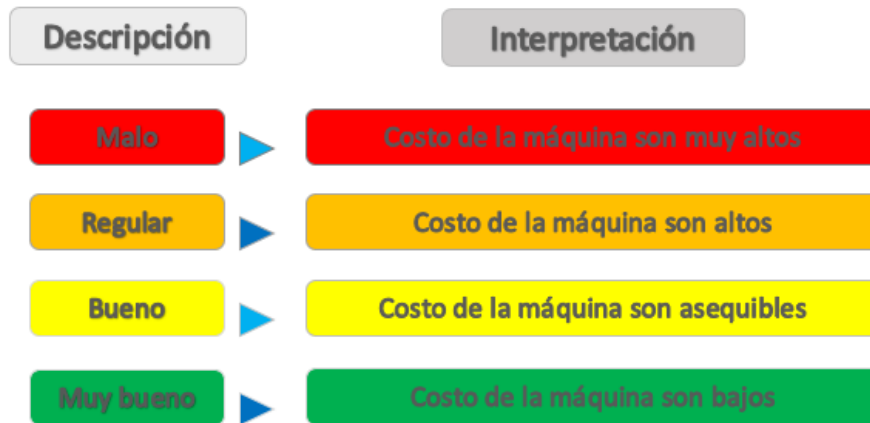 Descripción Interpretación
Malo Costo de la máquina son muy altos
Regular Costo de la máquina son altos
Bueno Costo de la máquina son asequibles
Muy bueno Costo de la máquina son bajos